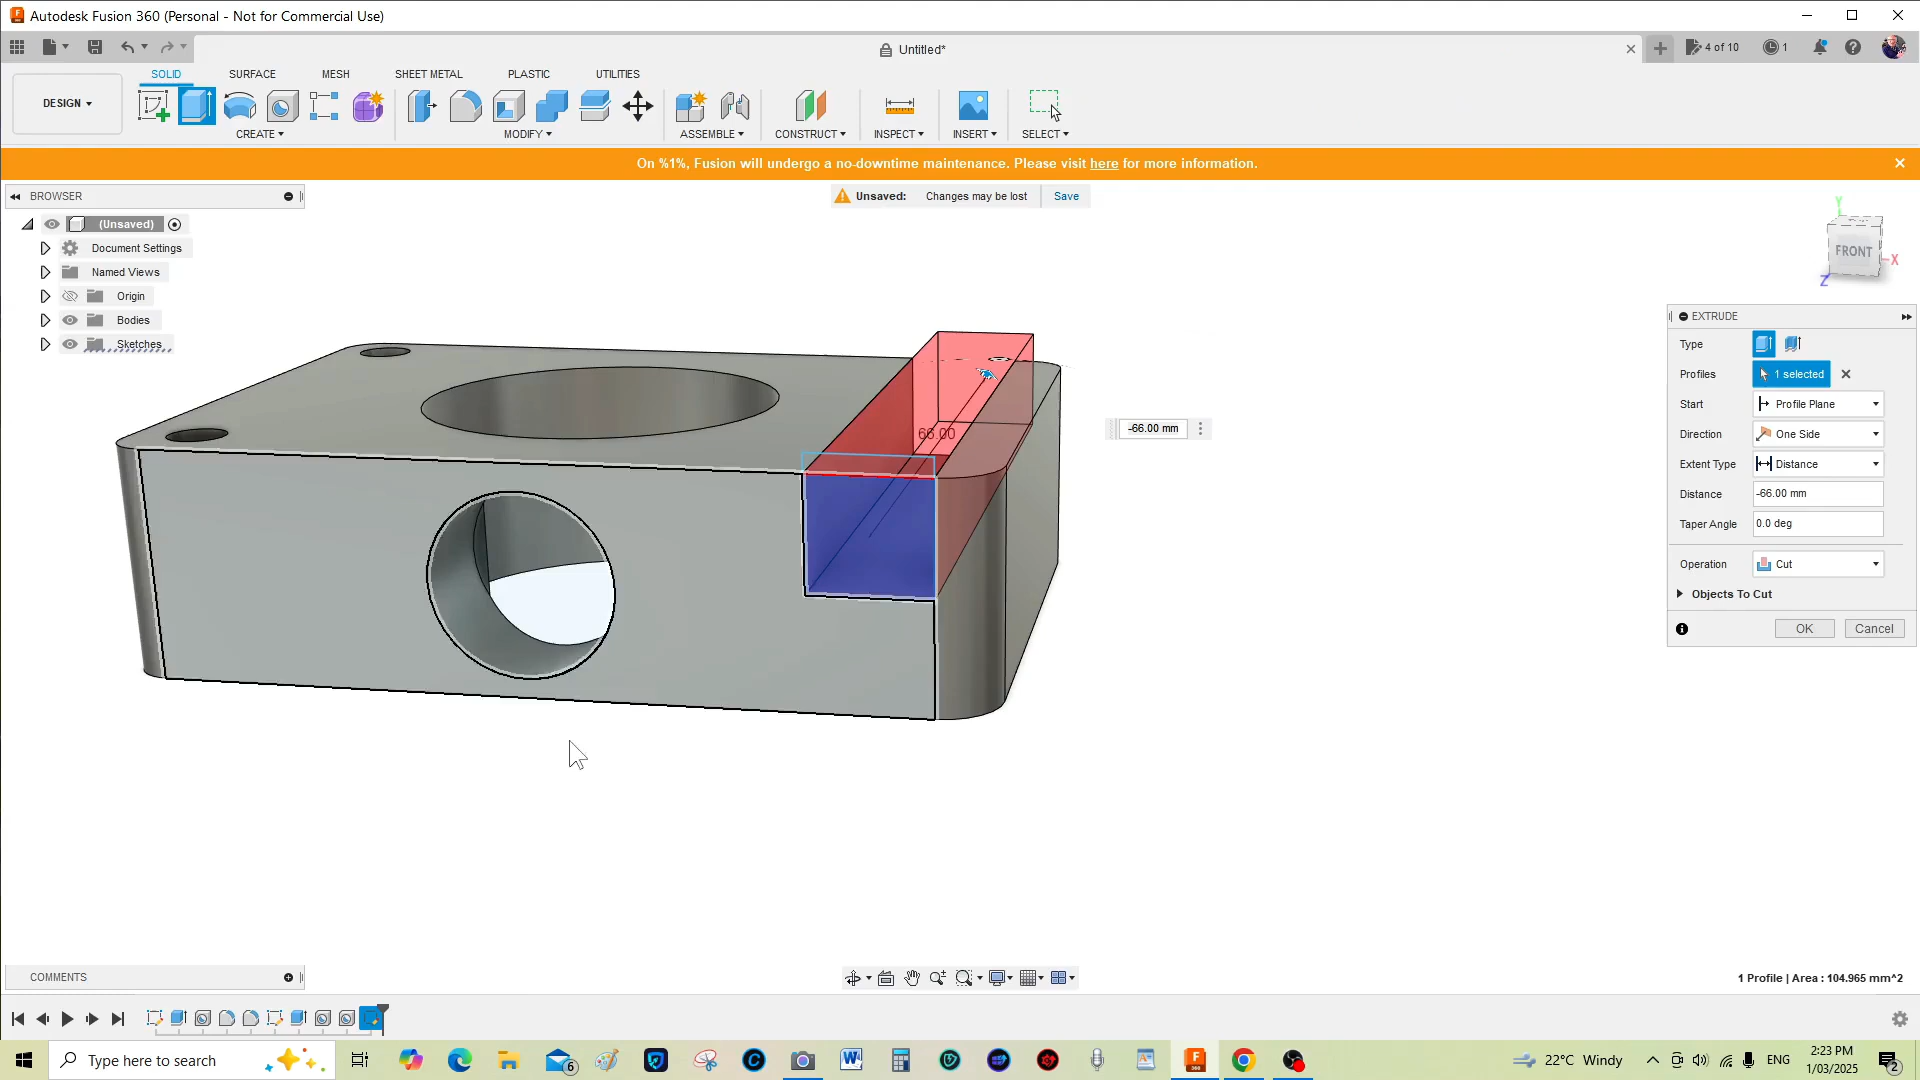 Autodesk Fusion 360 (Personal - Not for Commercial Use)
Untitled*
4 of 10
1
DESIGN
SOLID
SURFACE
MESH
SHEET METAL
PLASTIC
UTILITIES
CREATE
MODIFY
ASSEMBLE
CONSTRUCT
INSPECT
INSERT
SELECT
On %1%, Fusion will undergo a no-downtime maintenance. Please visit here for more information.
BROWSER
Unsaved: Changes may be lost Save
(Unsaved)
Document Settings
Named Views
Origin
Bodies
Sketches
Y
FRONT
X
Z
66.00
-66.00 mm
EXTRUDE
Type
Profiles 1 selected
Start Profile Plane
Direction One Side
Extent Type Distance
Distance -66.00 mm
Taper Angle 0.0 deg
Operation Cut
Objects To Cut
OK Cancel
COMMENTS
1 Profile | Area : 104.965 mm^2
Type here to search
6
W
F
360
22°C Windy
ENG
2:23 PM
1/03/2025
2